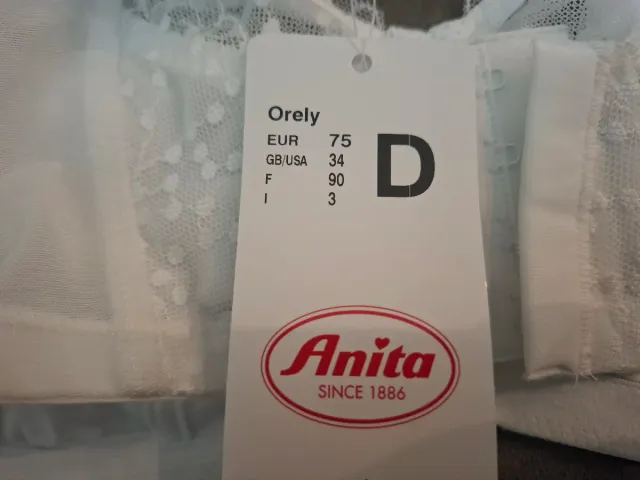 Orely
EUR 75 D
GB/USA 34
F 90
I 3
Anita
SINCE 1886